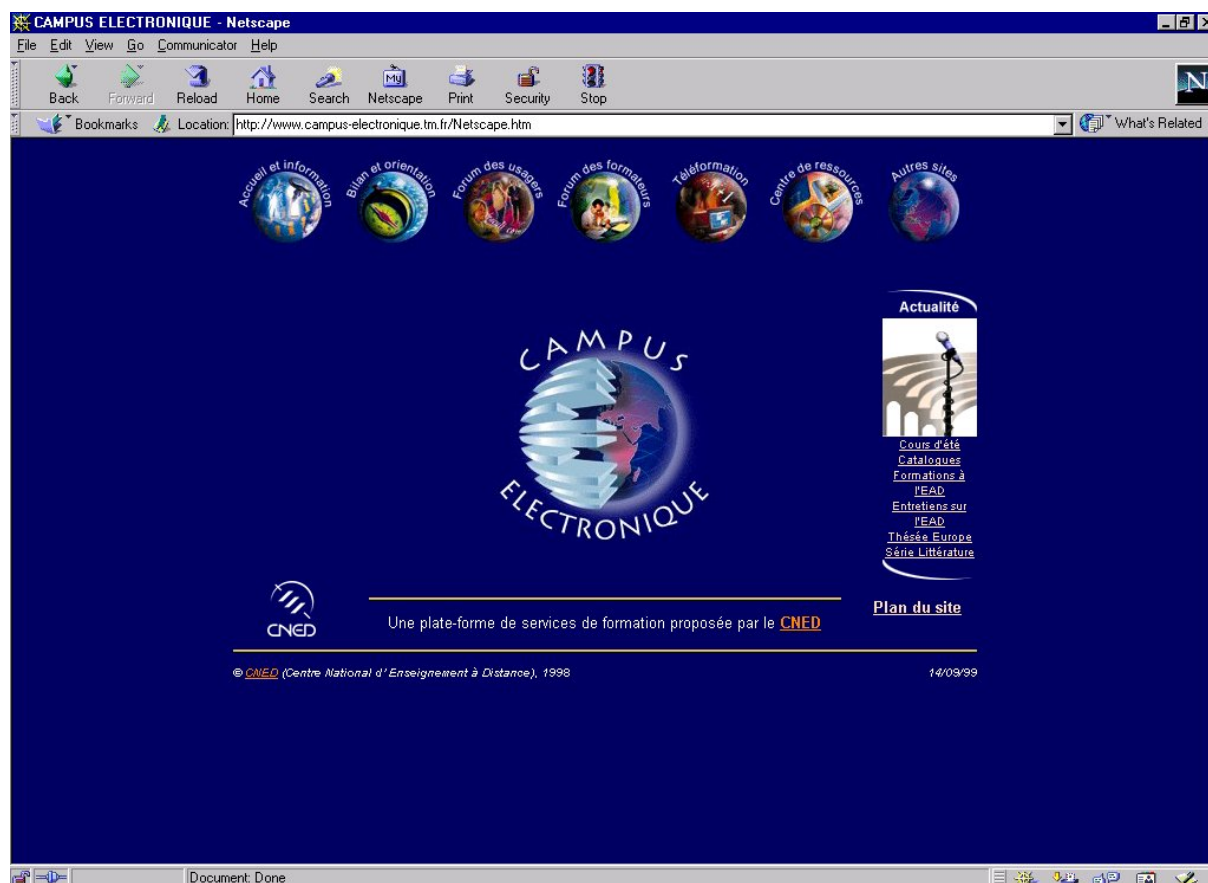 CAMPUS ELECTRONIQUE - Netscape
File Edit View Go Communicator Help
Back Forward Reload Home Search Netscape Print Security Stop
My
N
Bookmarks Location: http://www.campus-electronique.tm.fr/Netscape.htm What's Related
Accueil et information Bilan et orientation Forum des usagers Forum des formateurs Téléformation Centre de ressources Autres sites
Actualité
CAMPUS
ELECTRONIQUE
Cours d'été
Catalogues
Formations à
l'EAD
Entretiens sur
l'EAD
Thésée Europe
Série Littérature
Plan du site
CNED
Une plate-forme de services de formation proposée par le CNED
© CNED (Centre National d'Enseignement à Distance), 1998 14/09/99
Document: Done